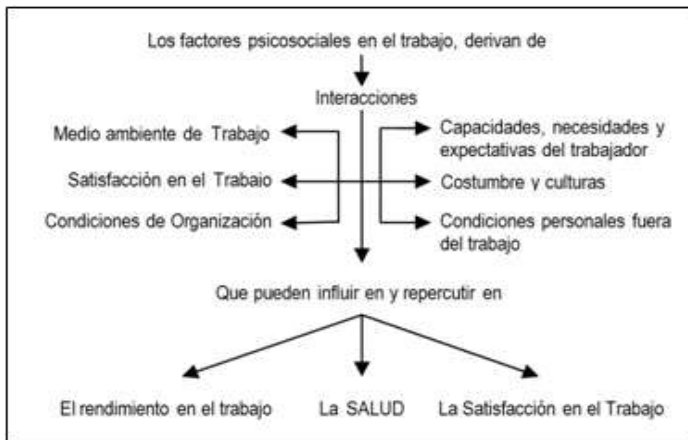 Los factores psicosociales en el trabajo, derivan de
Interacciones
Medio ambiente de Trabajo
Capacidades, necesidades y
expectativas del trabajador
Satisfacción en el Trabaio
Costumbre y culturas
Condiciones de Organización
Condiciones personales fuera
del trabajo
Que pueden influir en y repercutir en
El rendimiento en el trabajo
La SALUD
La Satisfacción en el Trabajo